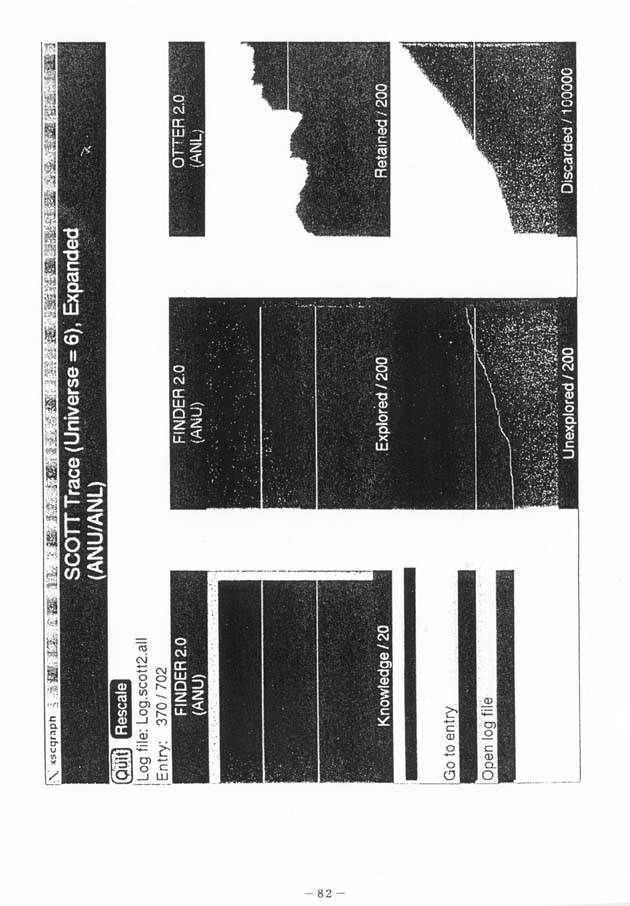 xscgraph
SCOTT Trace (Universe = 6), Expanded
(ANU/ANL)
Quit Rescale
Log file: Log.scott2.all
Entry: 370 / 702
FINDER 2.0
(ANU)
Knowledge / 20
Go to entry
Open log file
FINDER 2.0
(ANU)
Explored / 200
Unexplored / 200
OTTER 2.0
(ANL)
Retained / 200
Discarded / 100000
— 82 —